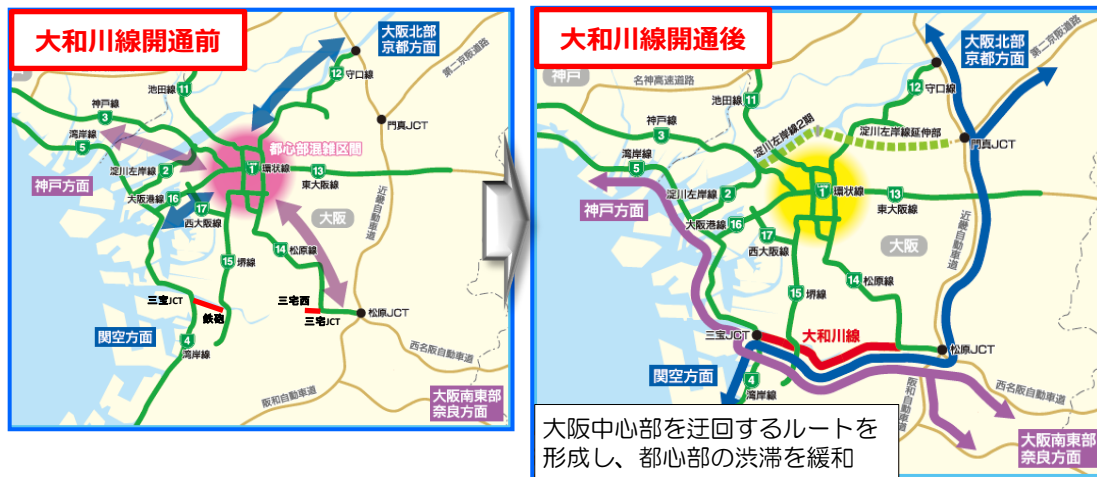 大和川線開通前
大阪北部
京都方面
第二京阪道路
池田線
11
12
守口線
神戸線
3
湾岸線
5
門真JCT
都心部混雑区間
淀川左岸線
2
1
環状線
13
東大阪線
神戸方面
大阪港線
16
17
西大阪線
大阪
近畿自動車道
14
松原線
15
堺線
三宝JCT
鉄砲
三宅西
三宅JCT
松原JCT
関空方面
4
湾岸線
西名阪自動車道
阪和自動車道
大阪南東部
奈良方面
大和川線開通後
大阪北部
京都方面
第二京阪道路
神戸
名神高速道路
池田線
11
12
守口線
神戸線
3
淀川左岸線2期
淀川左岸線延伸部
門真JCT
湾岸線
5
淀川左岸線
2
1
環状線
13
東大阪線
神戸方面
大阪港線
16
17
西大阪線
大阪
近畿自動車道
14
松原線
15
堺線
三宝JCT
大和川線
松原JCT
関空方面
4
湾岸線
西名阪自動車道
阪和自動車道
大阪南東部
奈良方面
大阪中心部を迂回するルートを
形成し、都心部の渋滞を緩和